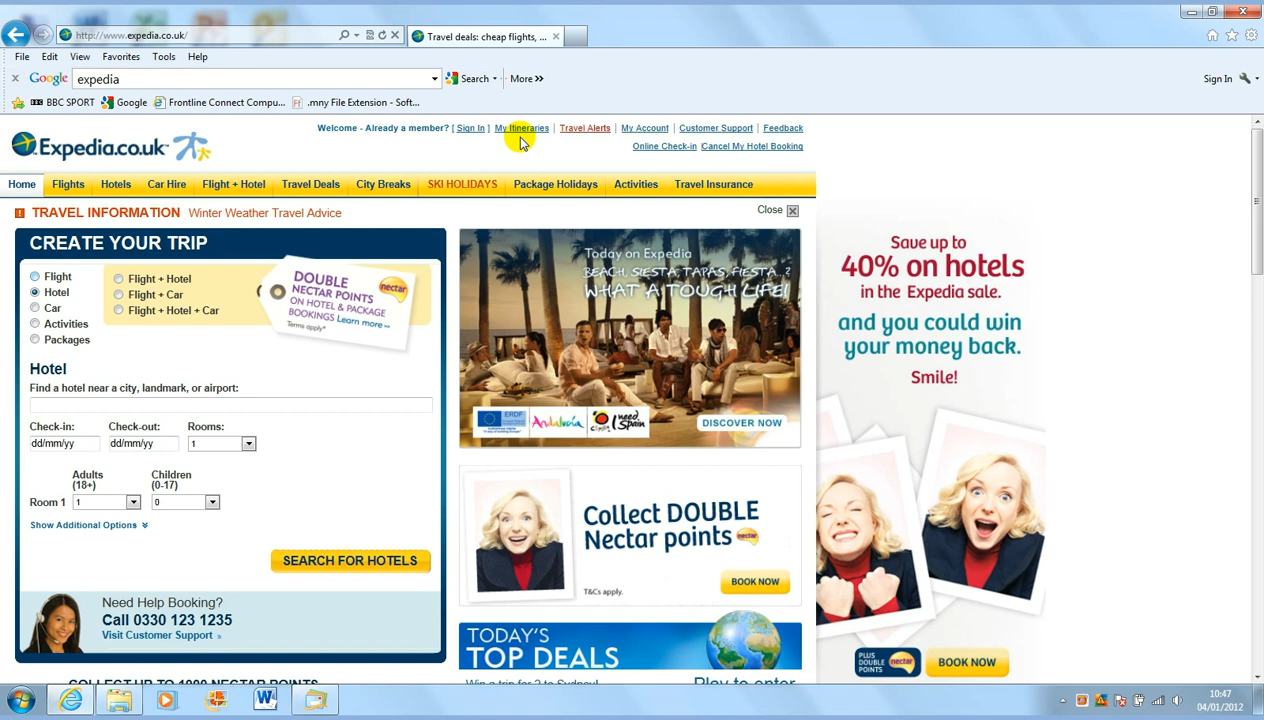 http://www.expedia.co.uk/
Travel deals: cheap flights, ...
File Edit View Favorites Tools Help
Google expedia Search More »
Sign In
BBC SPORT Google Frontline Connect Compu... .mny File Extension - Soft...
Welcome - Already a member? [ Sign In ] My Itineraries | Travel Alerts | My Account | Customer Support | Feedback
Online Check-in Cancel My Hotel Booking
Expedia.co.uk
Home Flights Hotels Car Hire Flight + Hotel Travel Deals City Breaks SKI HOLIDAYS Package Holidays Activities Travel Insurance
TRAVEL INFORMATION Winter Weather Travel Advice
Close
CREATE YOUR TRIP
Flight
Hotel
Car
Activities
Packages
Flight + Hotel
Flight + Car
Flight + Hotel + Car
DOUBLE
NECTAR POINTS
ON HOTEL & PACKAGE
BOOKINGS Learn more »
Terms apply*
nectar
Hotel
Find a hotel near a city, landmark, or airport:
Check-in: Check-out: Rooms:
dd/mm/yy dd/mm/yy 1
Adults
(18+)
Children
(0-17)
Room 1 1 0
Show Additional Options
SEARCH FOR HOTELS
Need Help Booking?
Call 0330 123 1235
Visit Customer Support »
COLLECT UP TO 1000 NECTAR POINTS
Today on Expedia
BEACH, SIESTA, TAPAS, FIESTA...?
WHAT A TOUGH LIFE!
ERDF
Andalucía
I need
Spain
DISCOVER NOW
Collect DOUBLE
Nectar points
nectar
T&Cs apply.
BOOK NOW
TODAY'S
TOP DEALS
Win a trip for 2 to Sydney!
Play to enter
Save up to
40% on hotels
in the Expedia sale.
and you could win
your money back.
Smile!
PLUS
DOUBLE
POINTS
nectar
BOOK NOW
10:47
04/01/2012